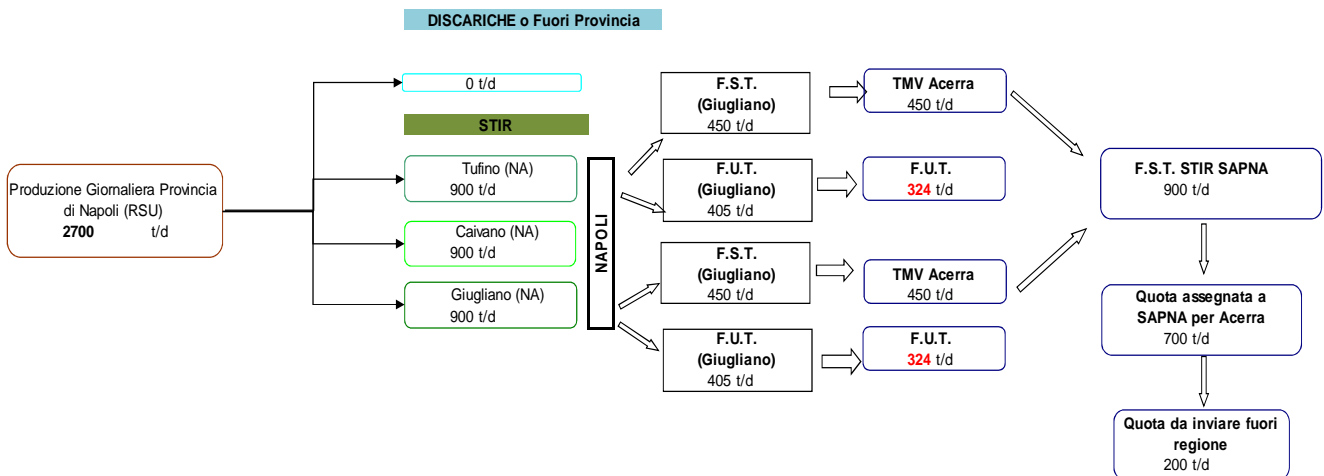 DISCARICHE o Fuori Provincia
0 t/d
STIR
Produzione Giornaliera Provincia
di Napoli (RSU)
2700 t/d
Tufino (NA)
900 t/d
Caivano (NA)
900 t/d
Giugliano (NA)
900 t/d
NAPOLI
F.S.T.
(Giugliano)
450 t/d
F.U.T.
(Giugliano)
405 t/d
F.S.T.
(Giugliano)
450 t/d
F.U.T.
(Giugliano)
405 t/d
TMV Acerra
450 t/d
F.U.T.
324 t/d
TMV Acerra
450 t/d
F.U.T.
324 t/d
F.S.T. STIR SAPNA
900 t/d
Quota assegnata a
SAPNA per Acerra
700 t/d
Quota da inviare fuori
regione
200 t/d